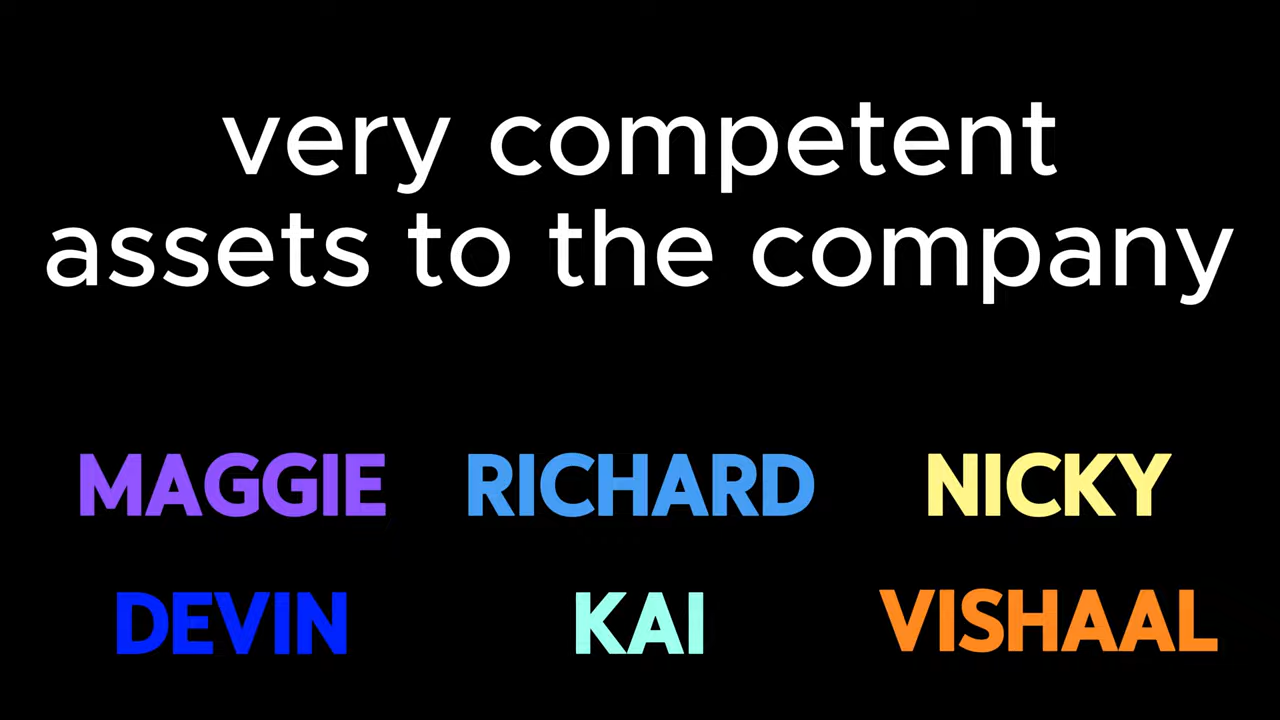 very competent
assets to the company
MAGGIE RICHARD NICKY
DEVIN KAI VISHAAL